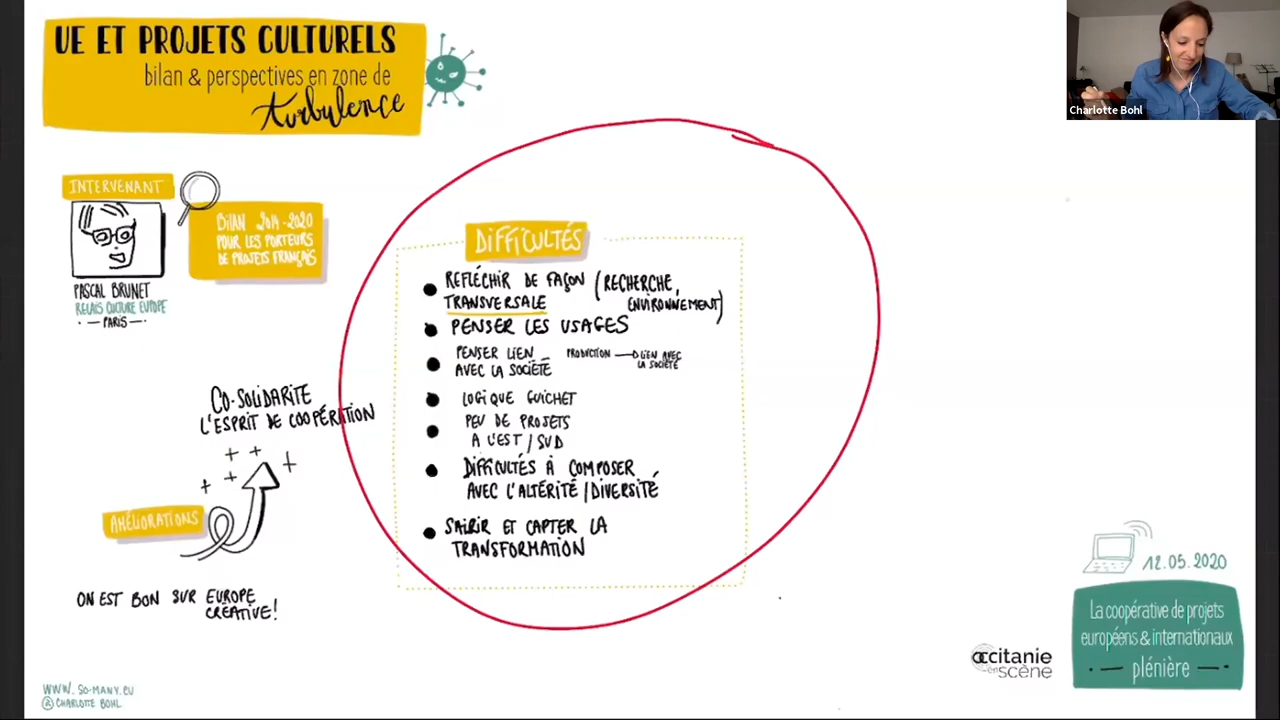 UE ET PROJETS CULTURELS
bilan & perspectives en zone de
turbulence
Charlotte Bohl
INTERVENANT
BILAN 2014-2020
POUR LES PORTEURS
DE PROJETS FRANÇAIS
PASCAL BRUNET
RELAIS CULTURE EUROPE
PARIS
DIFFICULTÉS
REFLÉCHIR DE FAÇON (RECHERCHE,
TRANSVERSALE ENVIRONNEMENT)
PENSER LES USAGES
PENSER LIEN PRODUCTION → LIEN AVEC
AVEC LA SOCIÉTÉ LA SOCIÉTÉ
LOGIQUE GUICHET
PEU DE PROJETS
A L'EST / SUD
DIFFICULTÉS À COMPOSER
AVEC L'ALTÉRITÉ / DIVERSITÉ
SAISIR ET CAPTER LA
TRANSFORMATION
CO-SOLIDARITE
L'ESPRIT DE COOPÉRATION
AMÉLIORATIONS
ON EST BON SUR EUROPE
CREATIVE!
12.05.2020
La coopérative de projets
européens & internationaux
plénière
occitanie
en scène
WWW.SO-MANY.EU
@ CHARLOTTE BOHL